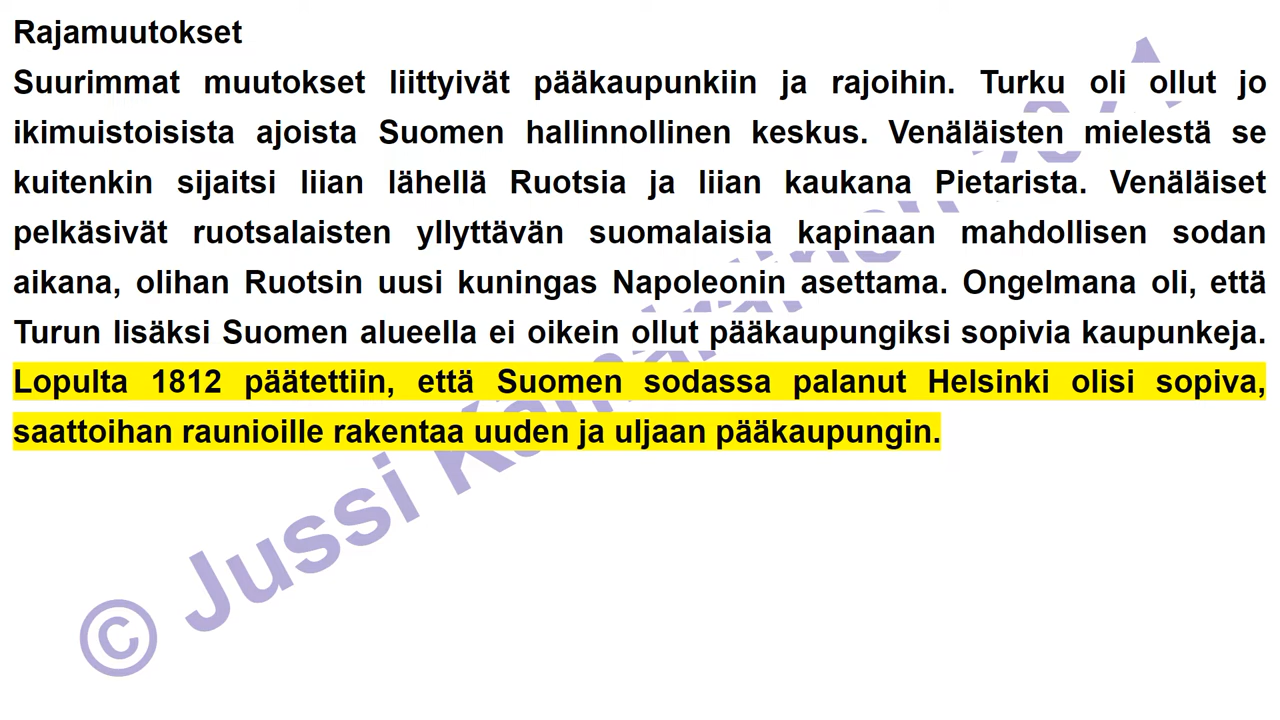 Rajamuutokset
Suurimmat muutokset liittyivät pääkaupunkiin ja rajoihin. Turku oli ollut jo
ikimuistoisista ajoista Suomen hallinnollinen keskus. Venäläisten mielestä se
kuitenkin sijaitsi liian lähellä Ruotsia ja liian kaukana Pietarista. Venäläiset
pelkäsivät ruotsalaisten yllyttävän suomalaisia kapinaan mahdollisen sodan
aikana, olihan Ruotsin uusi kuningas Napoleonin asettama. Ongelmana oli, että
Turun lisäksi Suomen alueella ei oikein ollut pääkaupungiksi sopivia kaupunkeja.
Lopulta 1812 päätettiin, että Suomen sodassa palanut Helsinki olisi sopiva,
saattoihan raunioille rakentaa uuden ja uljaan pääkaupungin.
© Jussi